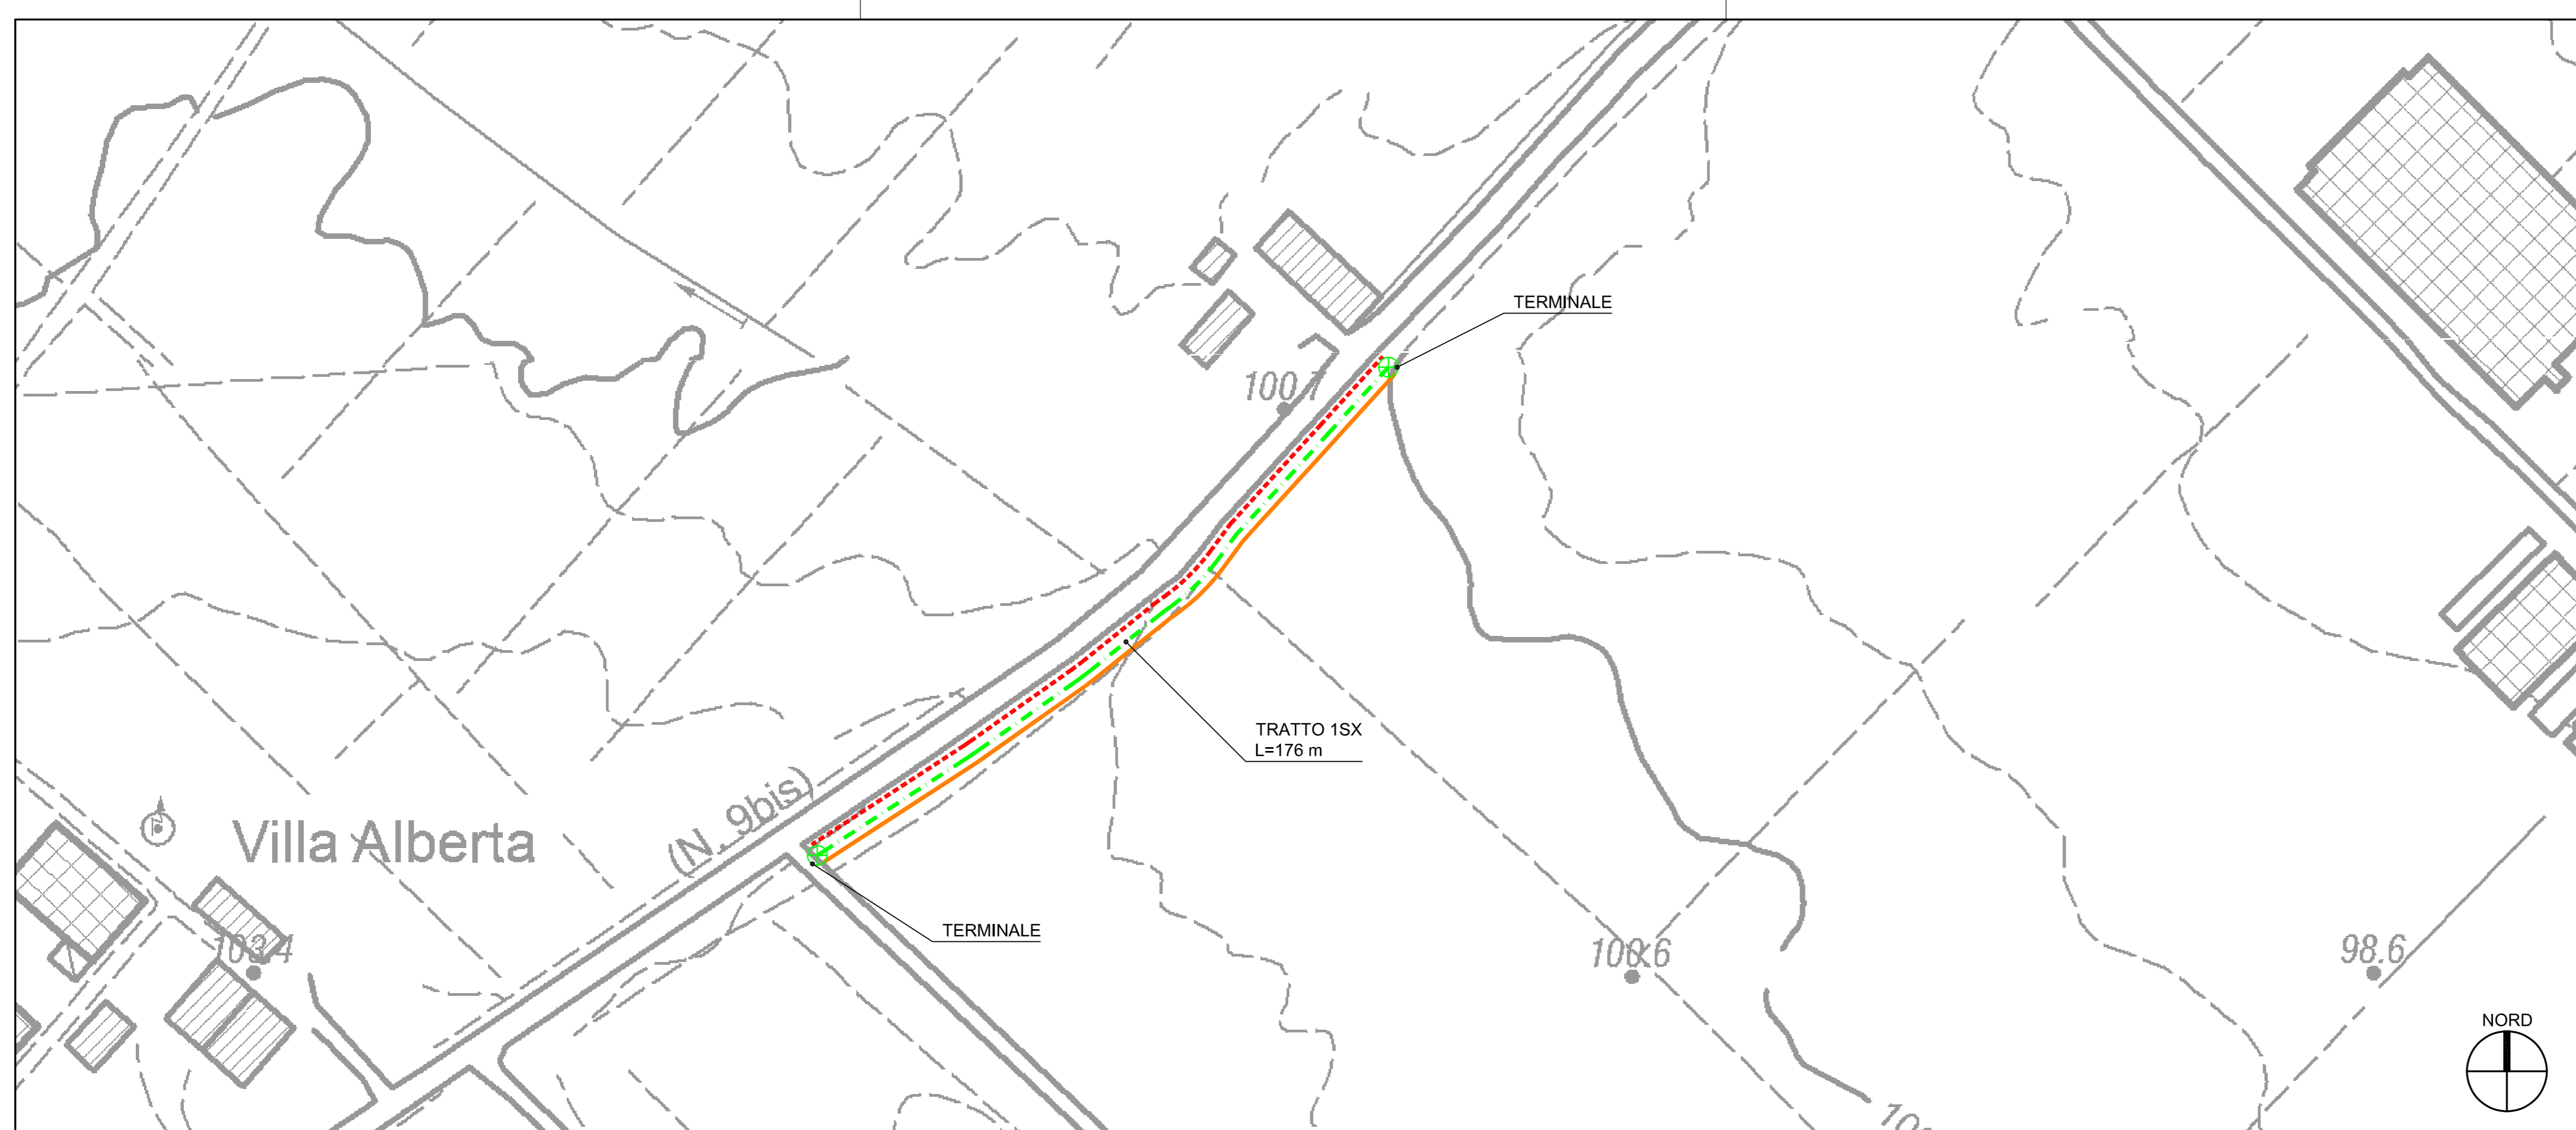 TERMINALE
100.7
TRATTO 1SX
L=176 m
(N. 9bis)
Villa Alberta
TERMINALE
103.4
100.6
98.6
NORD